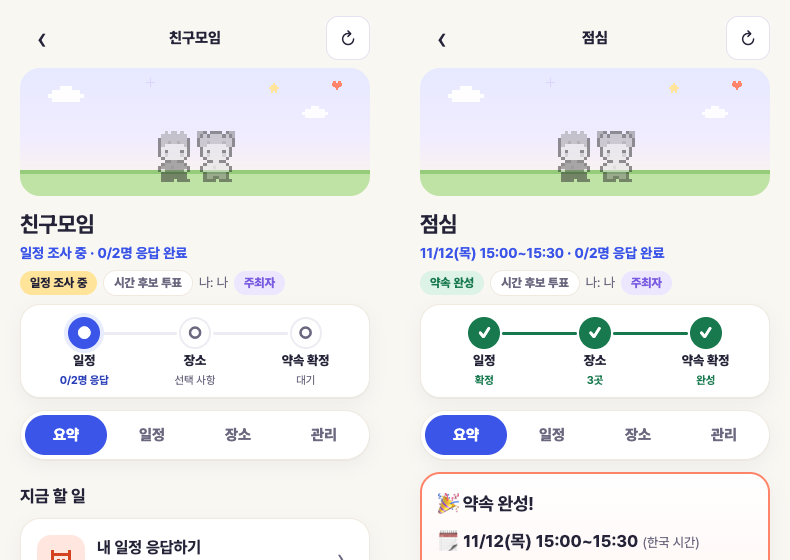 친구모임
친구모임
일정 조사 중 · 0/2명 응답 완료
일정 조사 중 시간 후보 투표 나: 나 주최자
일정 장소 약속 확정
0/2명 응답 선택 사항 대기
요약 일정 장소 관리
지금 할 일
내 일정 응답하기
점심
점심
11/12(목) 15:00~15:30 · 0/2명 응답 완료
약속 완성 시간 후보 투표 나: 나 주최자
일정 장소 약속 확정
확정 3곳 완성
요약 일정 장소 관리
🎉 약속 완성!
🗓️ 11/12(목) 15:00~15:30 (한국 시간)